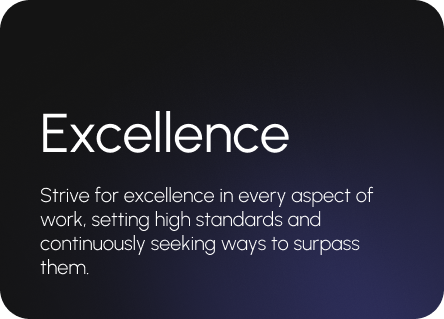 Excellence
Strive for excellence in every aspect of
work, setting high standards and
continuously seeking ways to surpass
them.